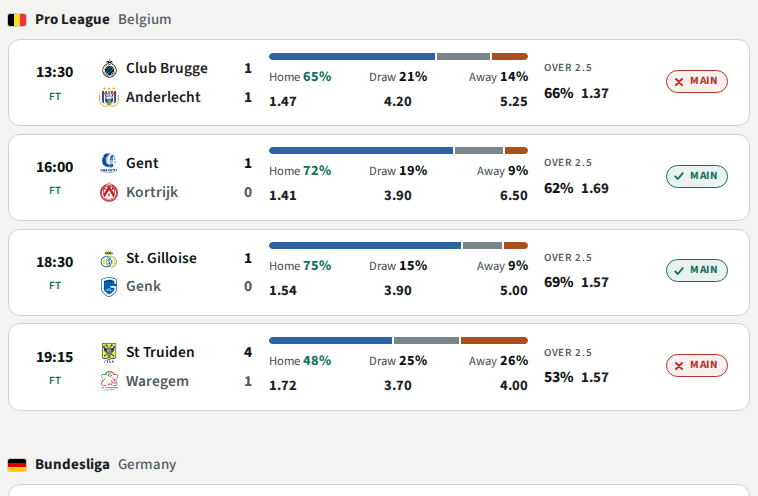 Pro League Belgium
13:30 Club Brugge 1 Home 65% Draw 21% Away 14% OVER 2.5 MAIN
FT Anderlecht 1 1.47 4.20 5.25 66% 1.37
16:00 Gent 1 Home 72% Draw 19% Away 9% OVER 2.5 MAIN
FT Kortrijk 0 1.41 3.90 6.50 62% 1.69
18:30 St. Gilloise 1 Home 75% Draw 15% Away 9% OVER 2.5 MAIN
FT Genk 0 1.54 3.90 5.00 69% 1.57
19:15 St Truiden 4 Home 48% Draw 25% Away 26% OVER 2.5 MAIN
FT Waregem 1 1.72 3.70 4.00 53% 1.57
Bundesliga Germany